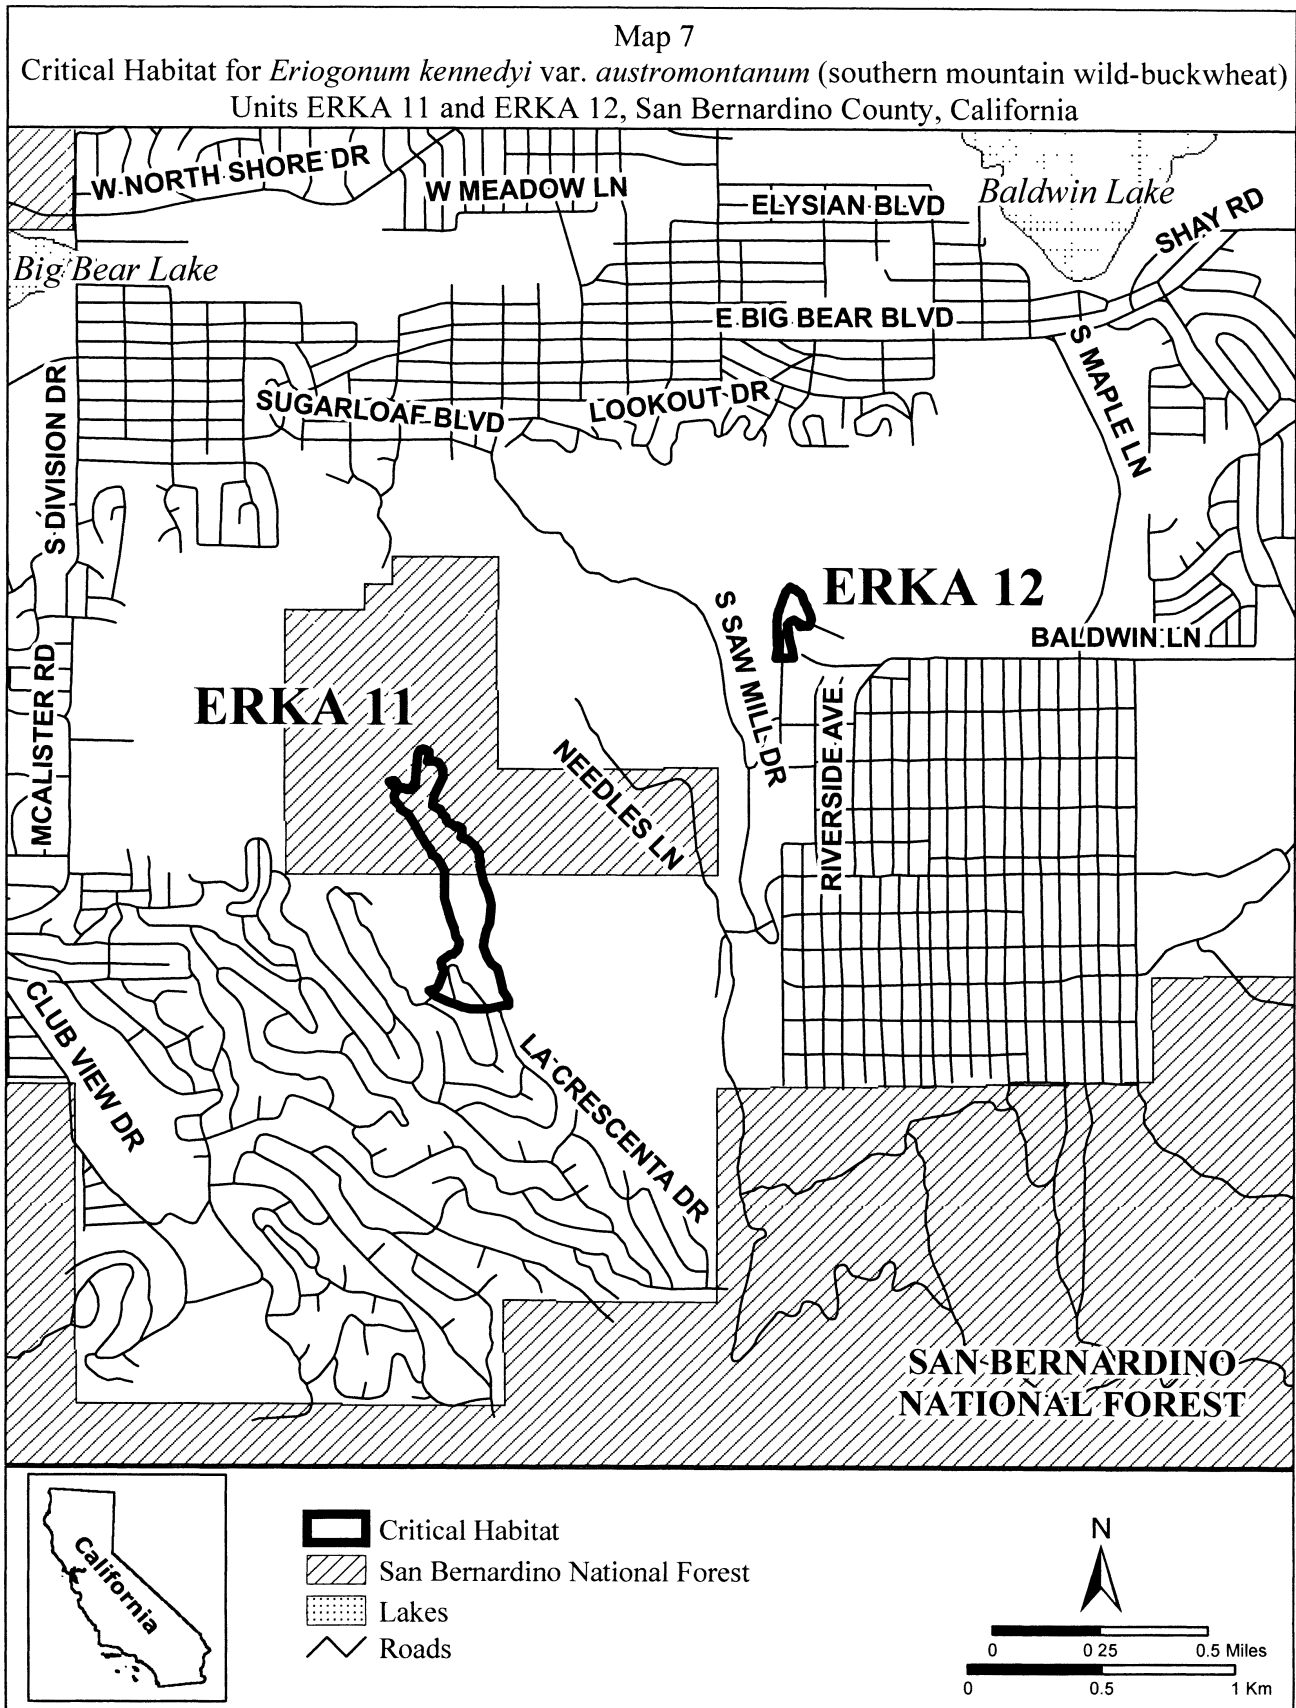 Map 7
Critical Habitat for Eriogonum kennedyi var. austromontanum (southern mountain wild-buckwheat)
Units ERKA 11 and ERKA 12, San Bernardino County, California
W NORTH SHORE DR
W MEADOW LN
ELYSIAN BLVD
Baldwin Lake
SHAY RD
Big Bear Lake
E BIG BEAR BLVD
S MAPLE LN
S DIVISION DR
SUGARLOAF BLVD
LOOKOUT DR
ERKA 12
S SAW MILL DR
BALDWIN LN
MCALISTER RD
ERKA 11
NEEDLES LN
RIVERSIDE AVE
CLUB VIEW DR
LA CRESCENTA DR
SAN BERNARDINO
NATIONAL FOREST
California
Critical Habitat
San Bernardino National Forest
Lakes
Roads
N
0 0 25 0.5 Miles
0 0.5 1 Km